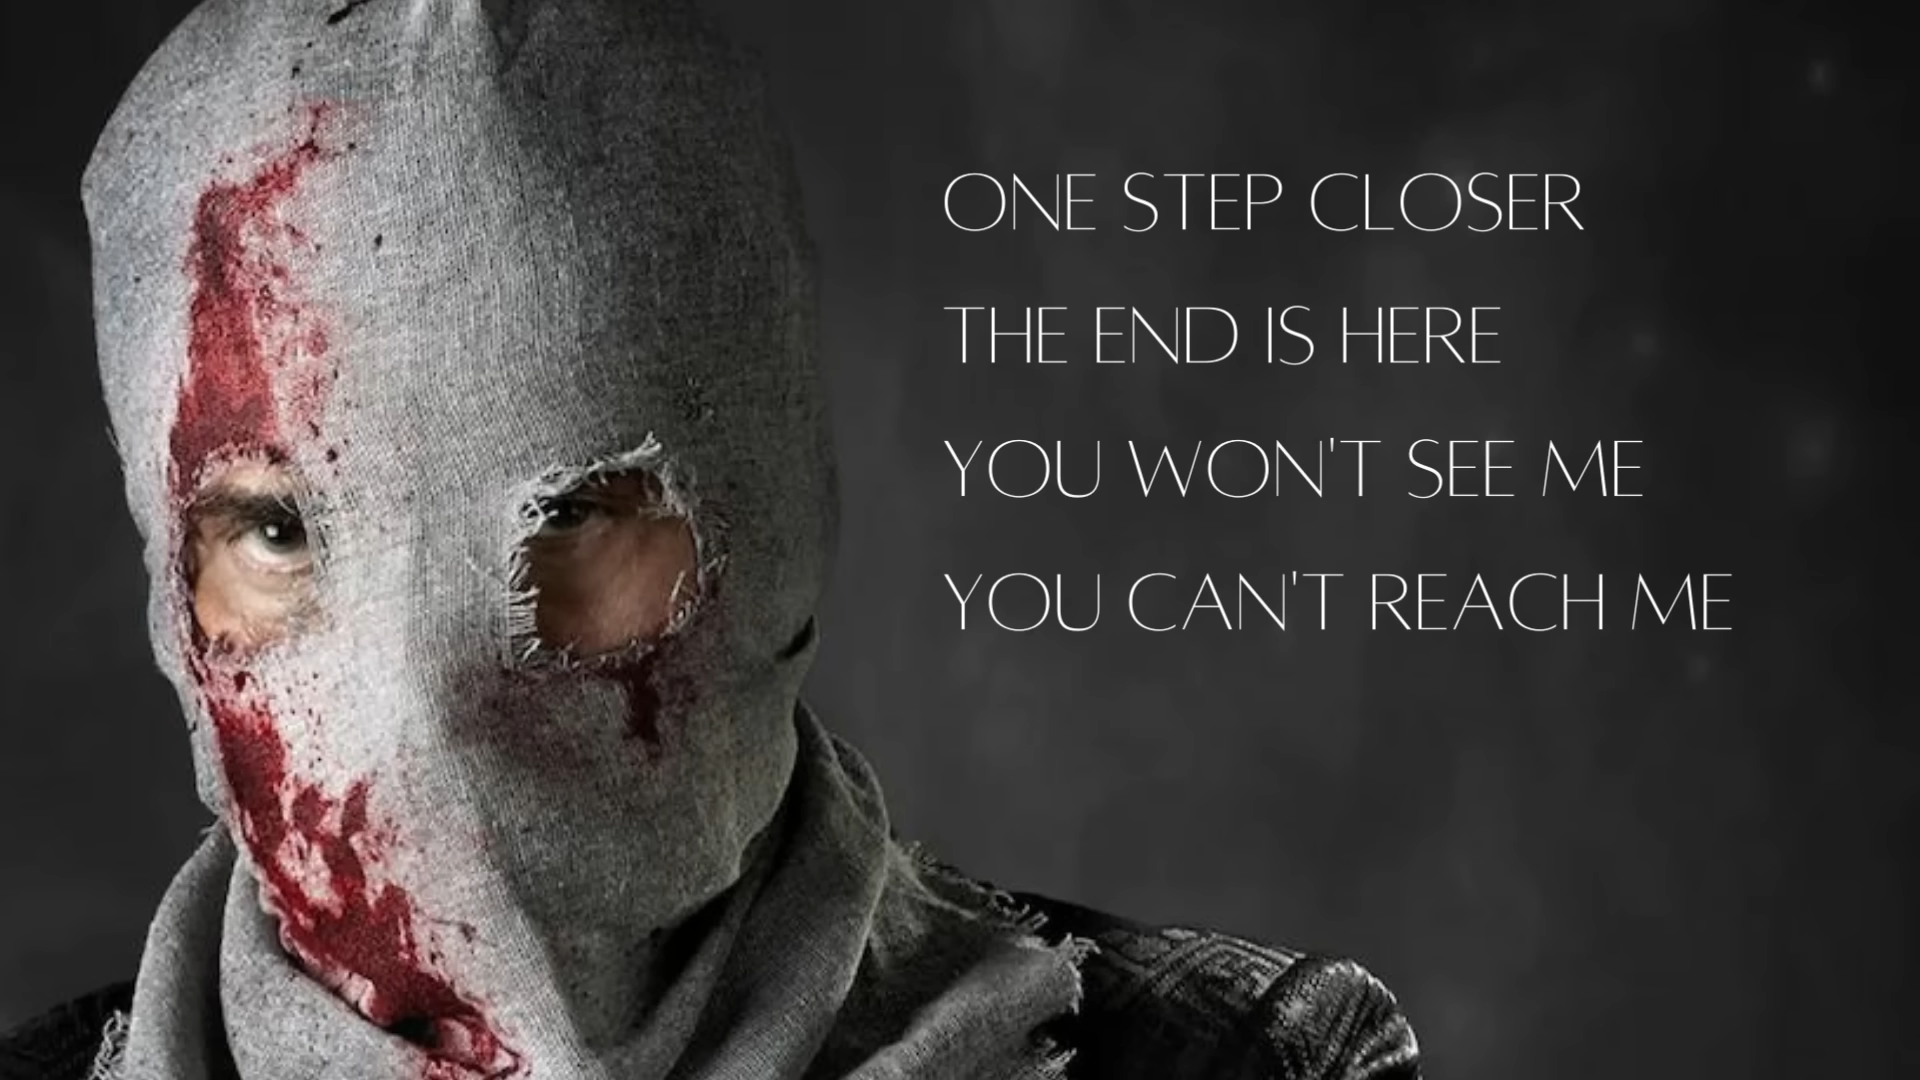 ONE STEP CLOSER
THE END IS HERE
YOU WON'T SEE ME
YOU CAN'T REACH ME